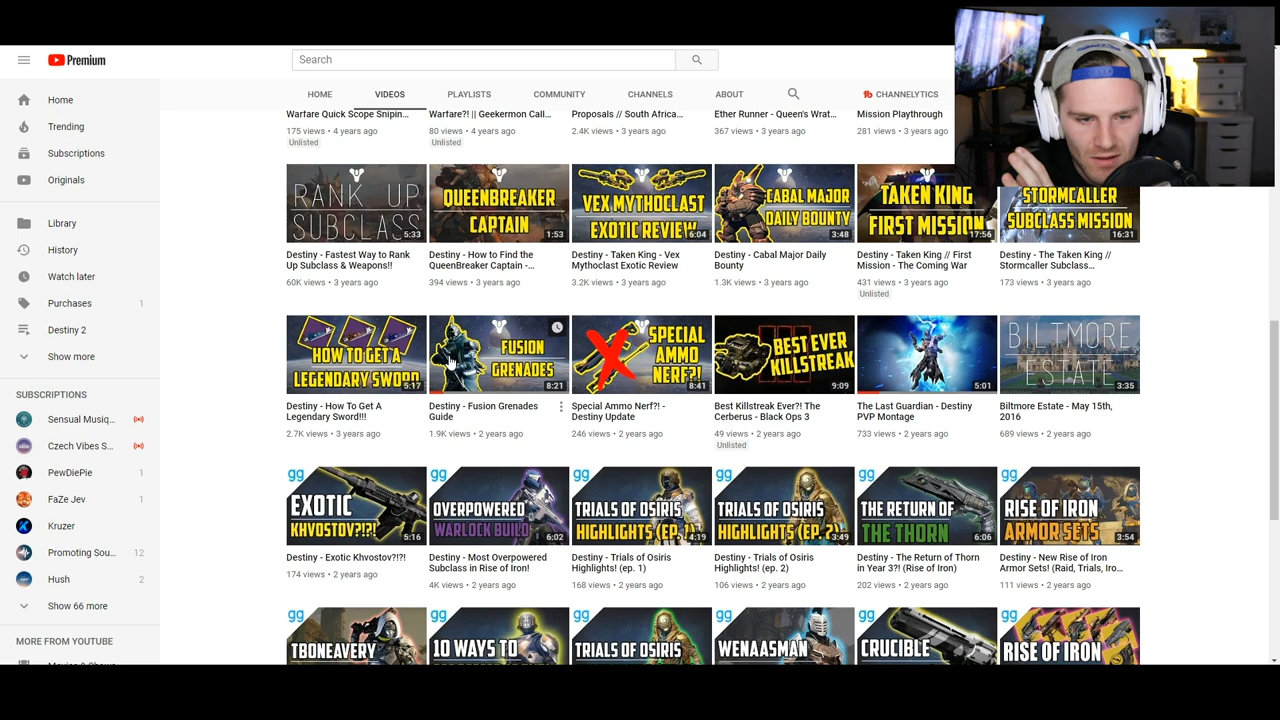 Premium
Search
HOME
VIDEOS
PLAYLISTS
COMMUNITY
CHANNELS
ABOUT
CHANNELYTICS
Home
Trending
Subscriptions
Originals
Library
History
Watch later
Purchases 1
Destiny 2
Show more
SUBSCRIPTIONS
Sensual Musiq...
Czech Vibes S...
PewDiePie 1
FaZe Jev 1
Kruzer
Promoting Sou... 12
Hush 2
Show 66 more
MORE FROM YOUTUBE
Warfare Quick Scope Snipin...
175 views • 4 years ago
Unlisted
Warfare?! || Geekermon Call...
80 views • 4 years ago
Unlisted
Proposals // South Africa...
2.4K views • 3 years ago
Ether Runner - Queen's Wrat...
367 views • 3 years ago
Mission Playthrough
281 views • 3 years ago
RANK UP
SUBCLASS
5:33
Destiny - Fastest Way to Rank
Up Subclass & Weapons!!
60K views • 3 years ago
QUEENBREAKER
CAPTAIN
1:53
Destiny - How to Find the
QueenBreaker Captain -...
394 views • 3 years ago
VEX MYTHOCLAST
EXOTIC REVIEW
6:04
Destiny - Taken King - Vex
Mythoclast Exotic Review
3.2K views • 3 years ago
CABAL MAJOR
DAILY BOUNTY
3:48
Destiny - Cabal Major Daily
Bounty
1.3K views • 3 years ago
TAKEN KING
FIRST MISSION
17:56
Destiny - Taken King // First
Mission - The Coming War
431 views • 3 years ago
Unlisted
STORMCALLER
SUBCLASS MISSION
16:31
Destiny - The Taken King //
Stormcaller Subclass...
173 views • 3 years ago
HOW TO GET A
LEGENDARY SWORD
5:17
Destiny - How To Get A
Legendary Sword!!!
2.7K views • 3 years ago
FUSION
GRENADES
8:21
Destiny - Fusion Grenades
Guide
1.9K views • 2 years ago
SPECIAL
AMMO
NERF?!
8:41
Special Ammo Nerf?! -
Destiny Update
246 views • 2 years ago
BEST EVER
KILLSTREAK
9:09
Best Killstreak Ever?! The
Cerberus - Black Ops 3
49 views • 2 years ago
Unlisted
5:01
The Last Guardian - Destiny
PVP Montage
733 views • 2 years ago
BILTMORE
ESTATE
3:35
Biltmore Estate - May 15th,
2016
689 views • 2 years ago
gg
EXOTIC
KHVOSTOV?!?!
5:16
Destiny - Exotic Khvostov?!?!
174 views • 2 years ago
gg
OVERPOWERED
WARLOCK BUILD
6:02
Destiny - Most Overpowered
Subclass in Rise of Iron!
4K views • 2 years ago
gg
TRIALS OF OSIRIS
HIGHLIGHTS (EP. 1)
4:19
Destiny - Trials of Osiris
Highlights! (ep. 1)
168 views • 2 years ago
gg
TRIALS OF OSIRIS
HIGHLIGHTS (EP. 2)
3:49
Destiny - Trials of Osiris
Highlights! (ep. 2)
106 views • 2 years ago
gg
THE RETURN OF
THE THORN
6:06
Destiny - The Return of Thorn
in Year 3?! (Rise of Iron)
202 views • 2 years ago
gg
RISE OF IRON
ARMOR SETS
3:54
Destiny - New Rise of Iron
Armor Sets! (Raid, Trials, Iro...
111 views • 2 years ago
gg
TBONEAVERY
gg
10 WAYS TO
gg
TRIALS OF OSIRIS
gg
WENAASMAN
gg
CRUCIBLE
gg
RISE OF IRON